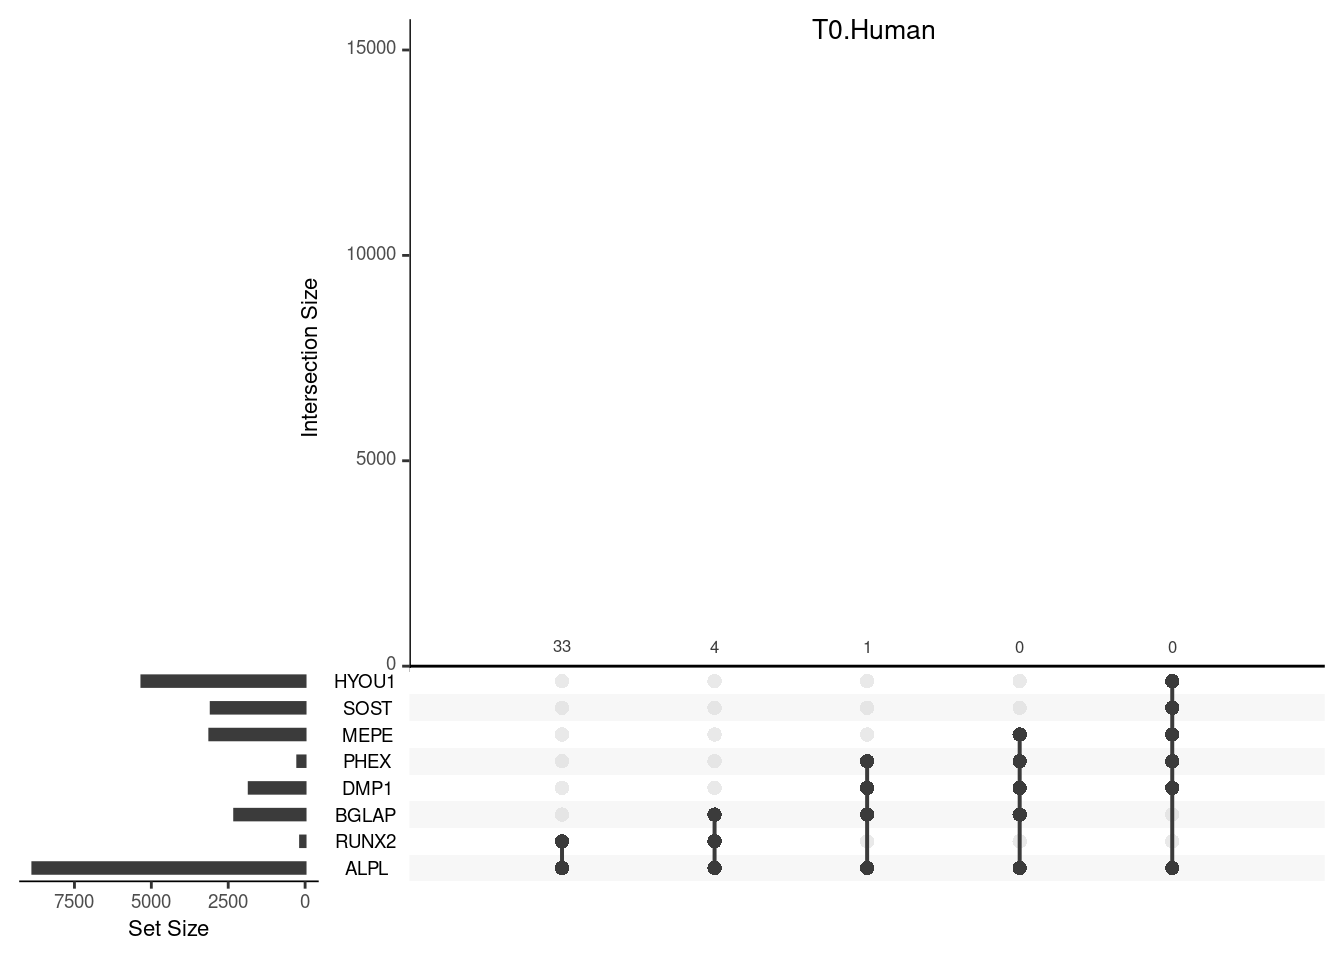 T0.Human
15000
10000
5000
0
Intersection Size
33 4 1 0 0
HYOU1
SOST
MEPE
PHEX
DMP1
BGLAP
RUNX2
ALPL
7500 5000 2500 0
Set Size